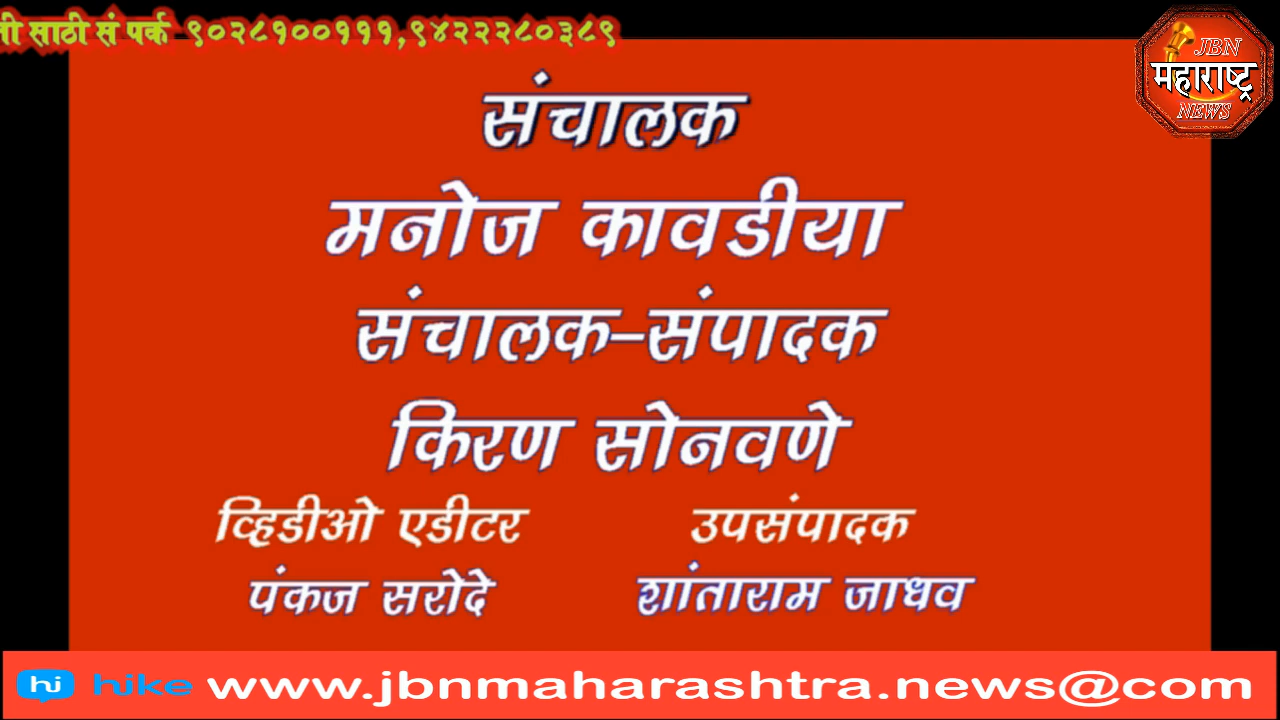 साठी संपर्क ९०२८१००१११,९४२२२८०३८९
JBN
महाराष्ट्र
NEWS
संचालक
मनोज कावडीया
संचालक-संपादक
किरण सोनवणे
व्हिडीओ एडीटर उपसंपादक
पंकज सरोदे शांताराम जाधव
hi hike www.jbnmaharashtra.news@com